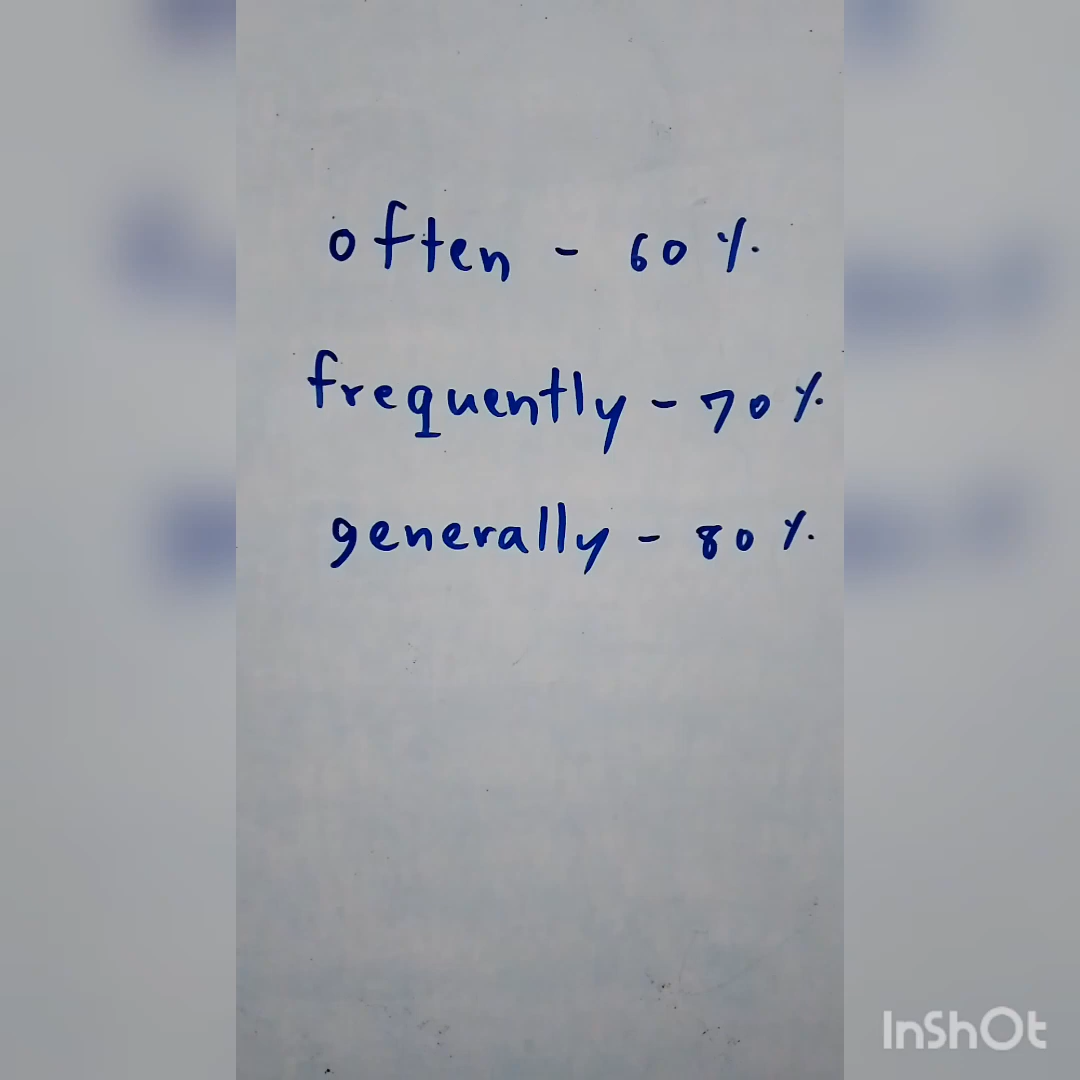 often - 60%
frequently - 70%
generally - 80%
InShOt